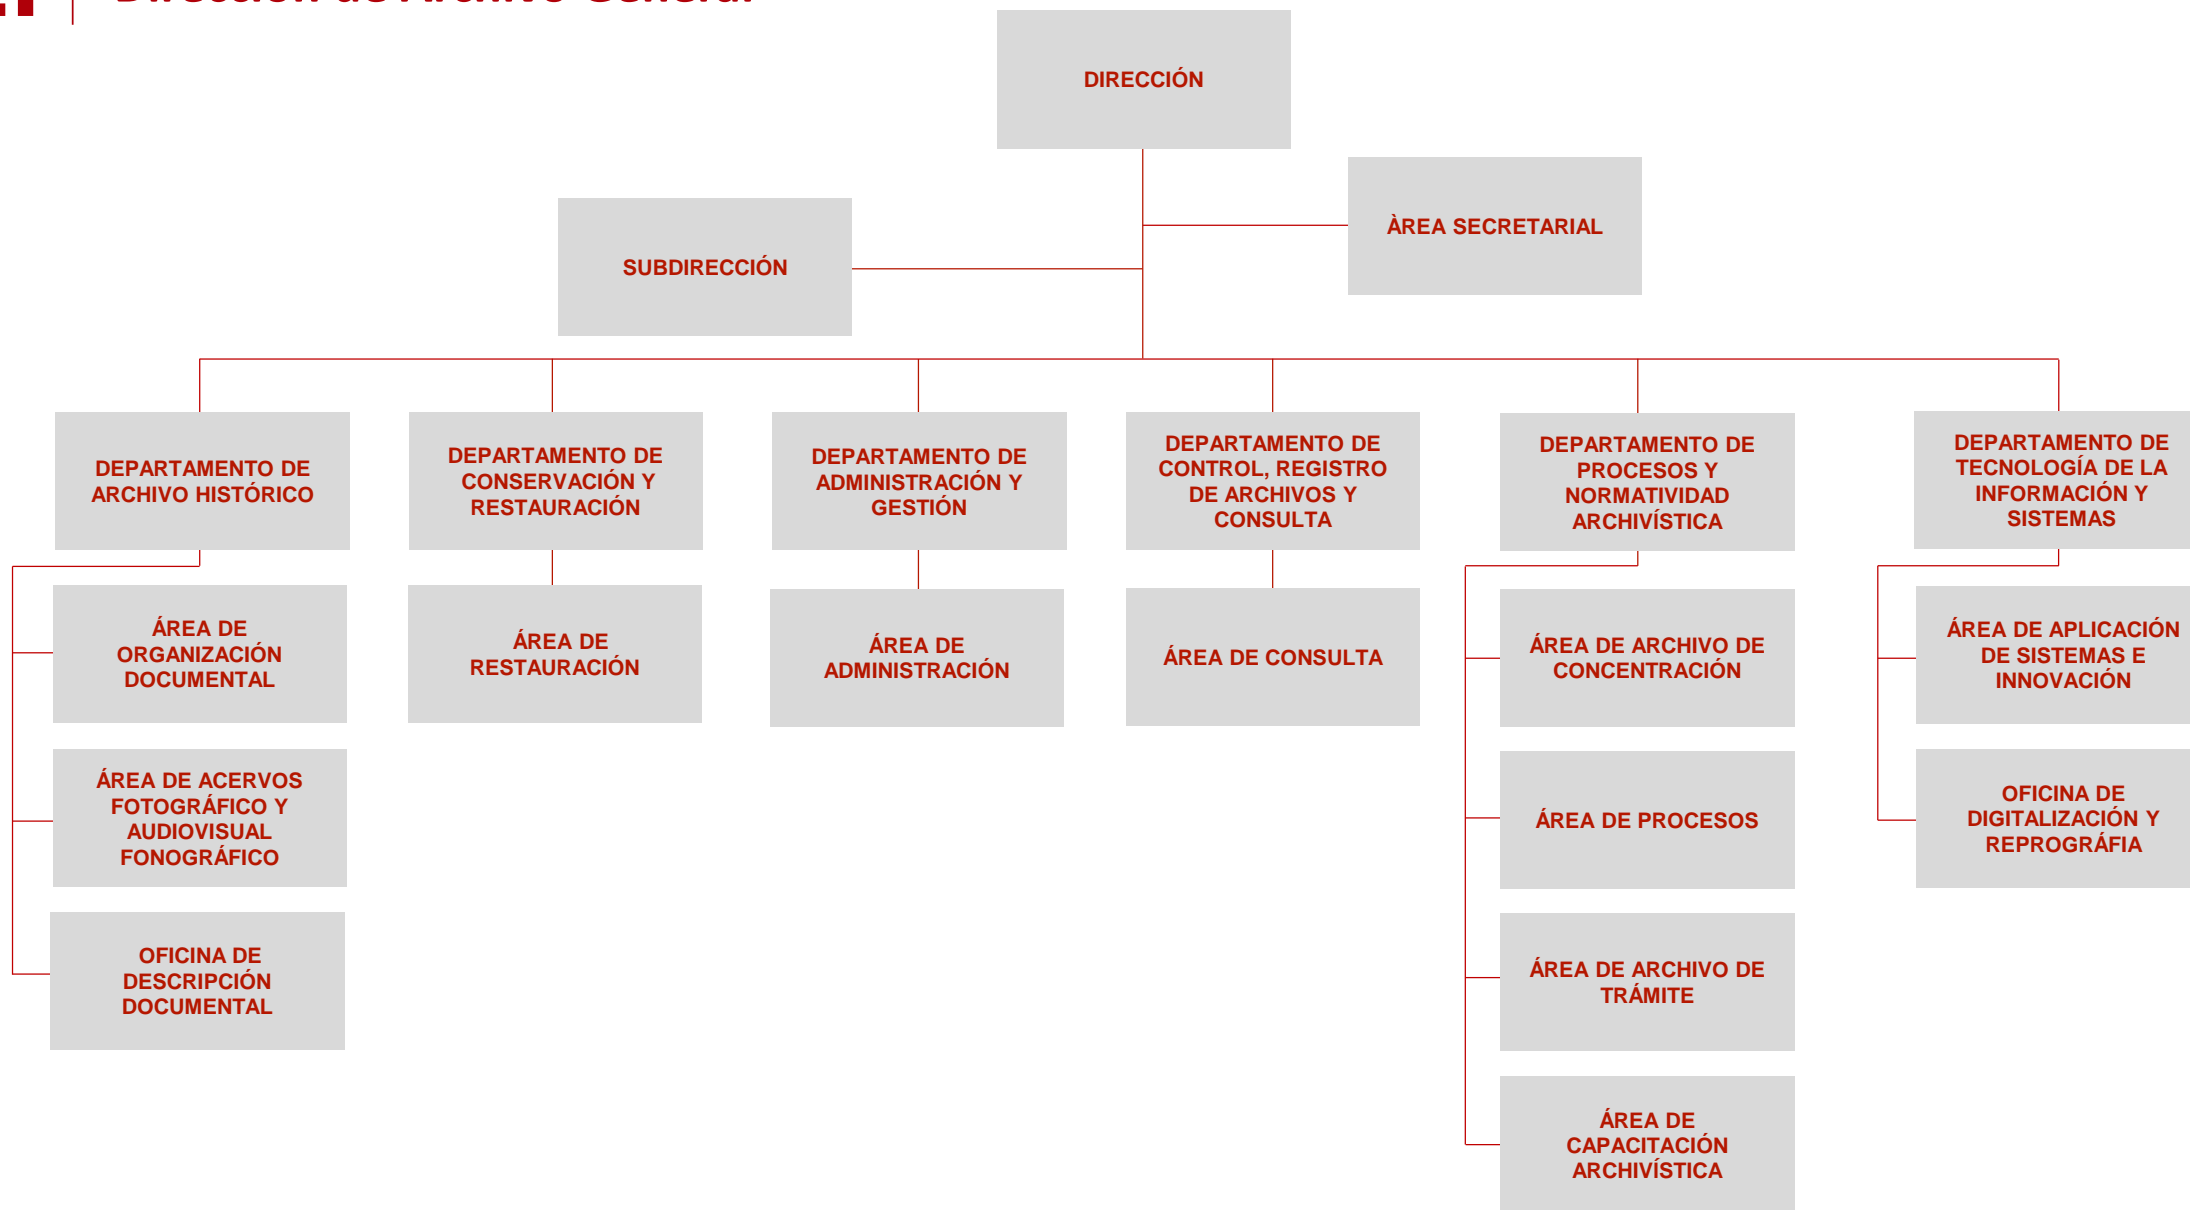 Dirección de Archivo General
DIRECCIÓN
ÀREA SECRETARIAL
SUBDIRECCIÓN
DEPARTAMENTO DE
ARCHIVO HISTÓRICO
DEPARTAMENTO DE
CONSERVACIÓN Y
RESTAURACIÓN
DEPARTAMENTO DE
ADMINISTRACIÓN Y
GESTIÓN
DEPARTAMENTO DE
CONTROL, REGISTRO
DE ARCHIVOS Y
CONSULTA
DEPARTAMENTO DE
PROCESOS Y
NORMATIVIDAD
ARCHIVÍSTICA
DEPARTAMENTO DE
TECNOLOGÍA DE LA
INFORMACIÓN Y
SISTEMAS
ÁREA DE
ORGANIZACIÓN
DOCUMENTAL
ÁREA DE
RESTAURACIÓN
ÁREA DE
ADMINISTRACIÓN
ÁREA DE CONSULTA
ÁREA DE ARCHIVO DE
CONCENTRACIÓN
ÁREA DE APLICACIÓN
DE SISTEMAS E
INNOVACIÓN
ÁREA DE ACERVOS
FOTOGRÁFICO Y
AUDIOVISUAL
FONOGRÁFICO
ÁREA DE PROCESOS
OFICINA DE
DIGITALIZACIÓN Y
REPROGRÁFIA
OFICINA DE
DESCRIPCIÓN
DOCUMENTAL
ÁREA DE ARCHIVO DE
TRÁMITE
ÁREA DE
CAPACITACIÓN
ARCHIVÍSTICA